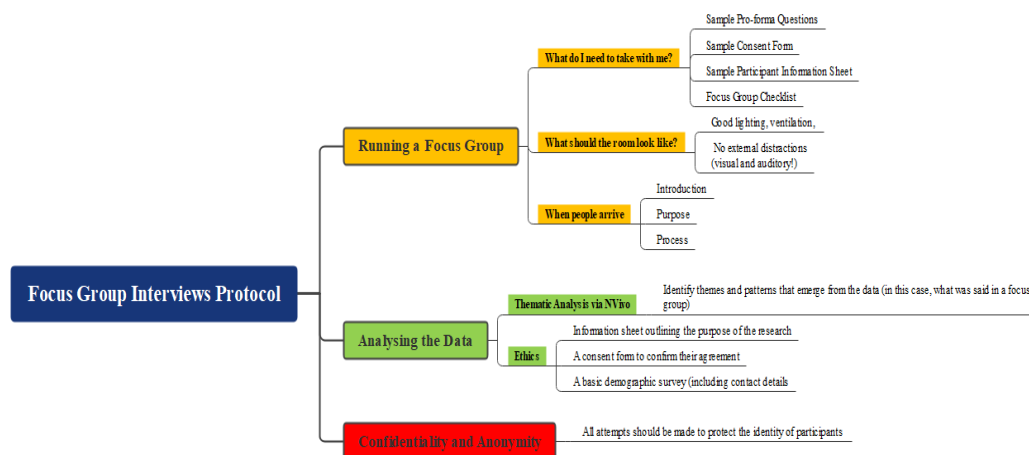 Sample Pro-forma Questions
Sample Consent Form
What do I need to take with me?
Sample Participant Information Sheet
Focus Group Checklist
Good lighting, ventilation,
Running a Focus Group
What should the room look like?
No external distractions
(visual and auditory!)
Introduction
When people arrive
Purpose
Process
Focus Group Interviews Protocol
Thematic Analysis via NVivo
Identify themes and patterns that emerge from the data (in this case, what was said in a focus
group)
Analysing the Data
Information sheet outlining the purpose of the research
Ethics
A consent form to confirm their agreement
A basic demographic survey (including contact details
Confidentiality and Anonymity
All attempts should be made to protect the identity of participants